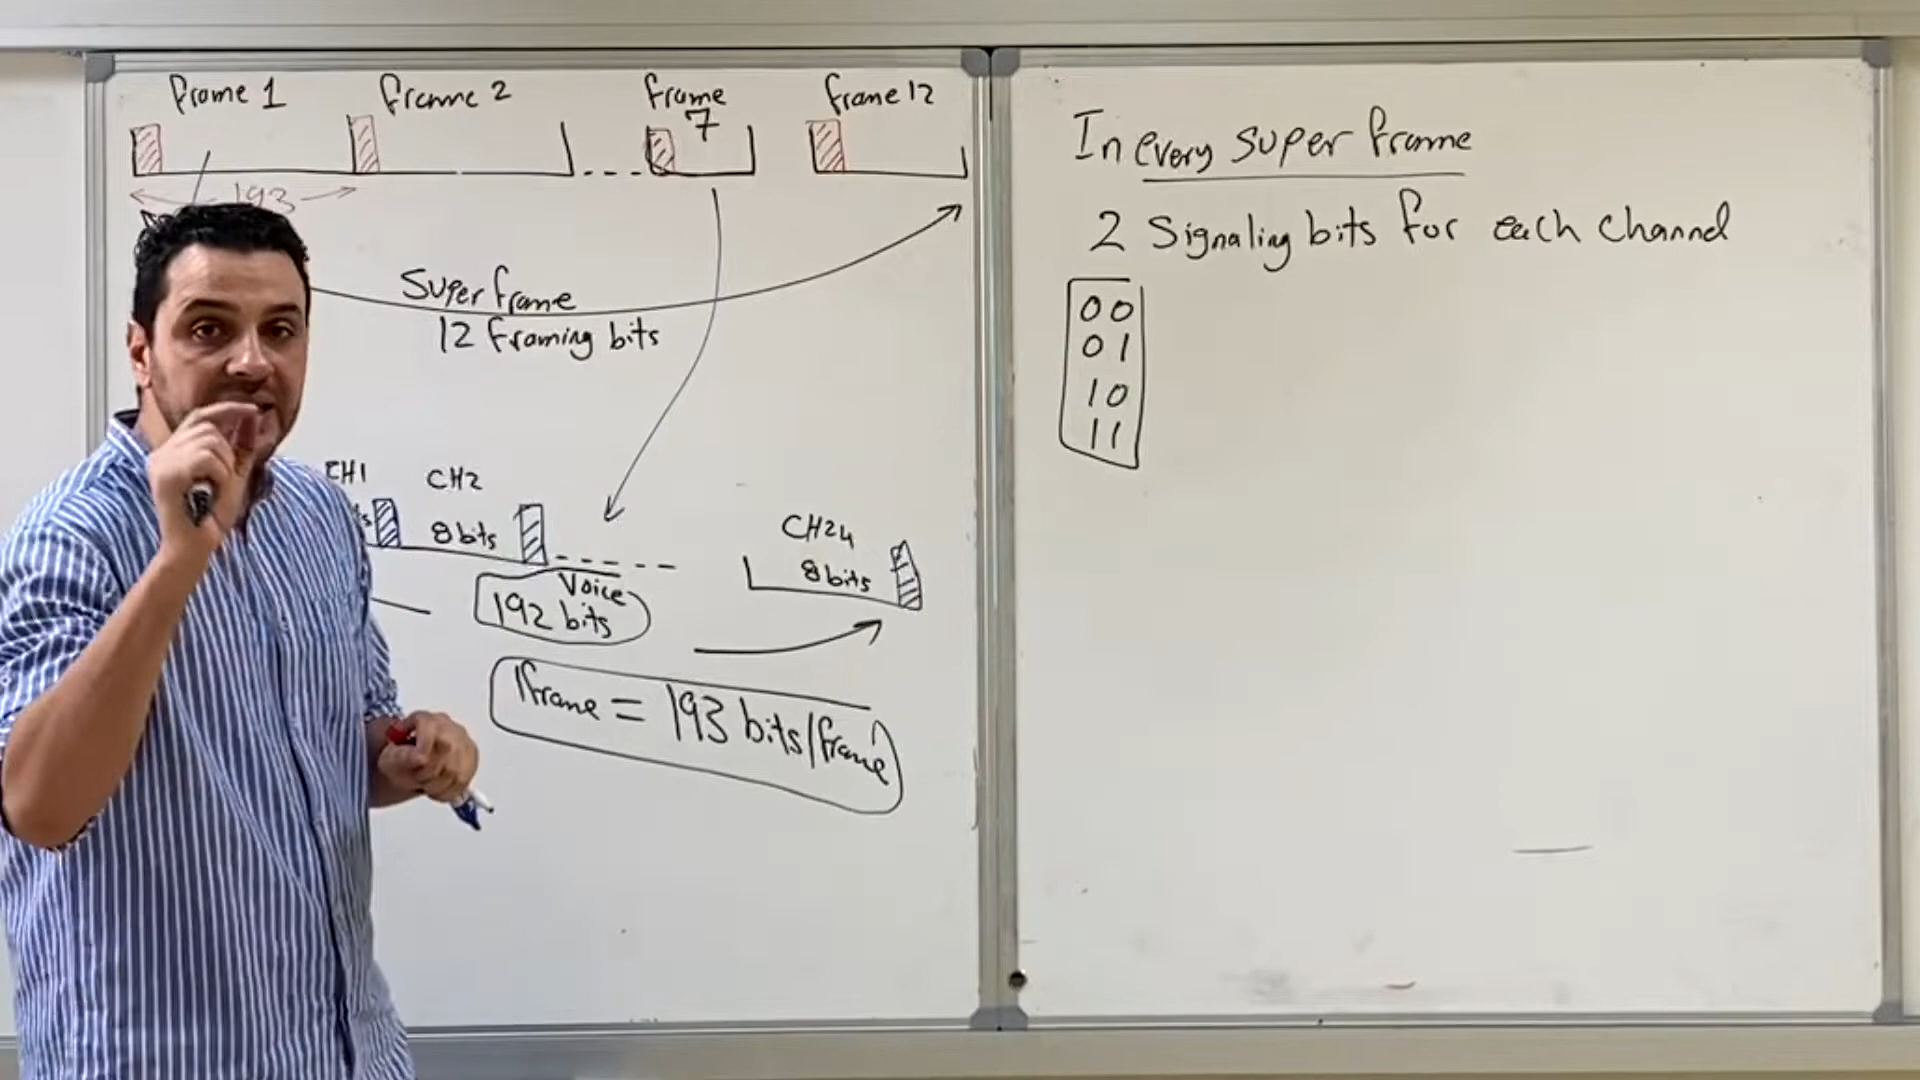 frame 1 frame 2 frame 7 frame 12
193
Super frame
12 framing bits
CH1 CH2 CH24
8 bits 8 bits
Voice
192 bits
1 frame = 193 bits/frame
In every super frame
2 Signaling bits for each channel
00
01
10
11